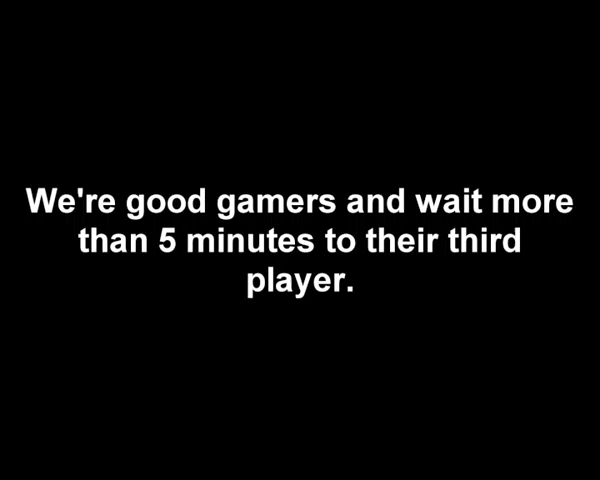 We're good gamers and wait more
than 5 minutes to their third
player.